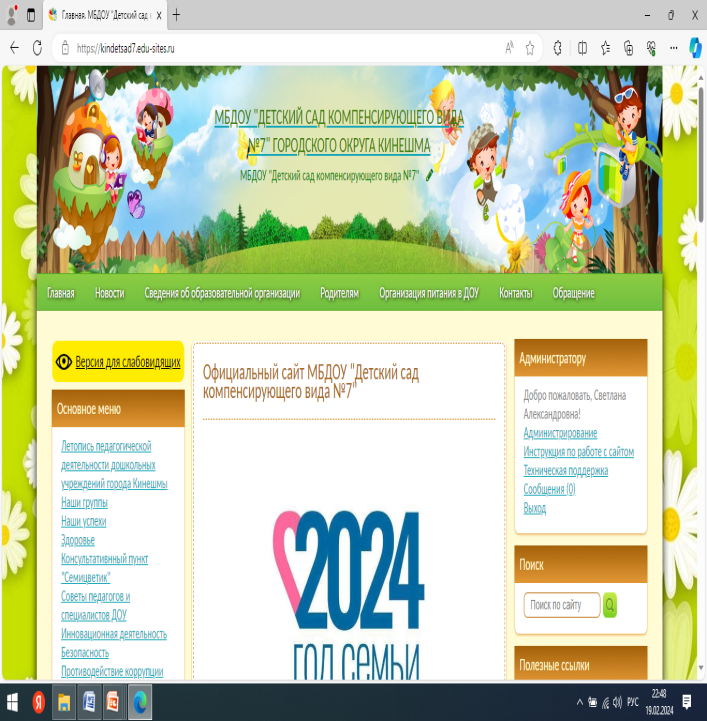 Главная. МБДОУ "Детский сад к
https://kindetsad7.edu-sites.ru
МБДОУ "ДЕТСКИЙ САД КОМПЕНСИРУЮЩЕГО ВИДА
№7" ГОРОДСКОГО ОКРУГА КИНЕШМА
МБДОУ "Детский сад компенсирующего вида №7"
Главная Новости Сведения об образовательной организации Родителям Организация питания в ДОУ Контакты Обращение
Версия для слабовидящих
Основное меню
Летопись педагогической
деятельности дошкольных
учреждений города Кинешмы
Наши группы
Наши успехи
Здоровье
Консультативнный пункт
"Семицветик"
Советы педагогов и
специалистов ДОУ
Инновационная деятельность
Безопасность
Противодействие коррупции
Официальный сайт МБДОУ "Детский сад
компенсирующего вида №7"
2024
ГОД СЕМЬИ
Администратору
Добро пожаловать, Светлана
Александровна!
Администрирование
Инструкция по работе с сайтом
Техническая поддержка
Сообщения (0)
Выход
Поиск
Поиск по сайту
Полезные ссылки
РУС
22:48
19.02.2024